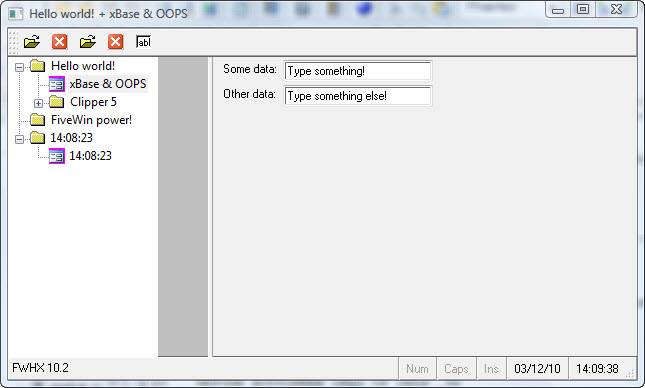 Hello world! + xBase & OOPS
abl
Hello world!
xBase & OOPS
Clipper 5
FiveWin power!
14:08:23
14:08:23
Some data: Type something!
Other data: Type something else!
FWHX 10.2 Num Caps Ins 03/12/10 14:09:38